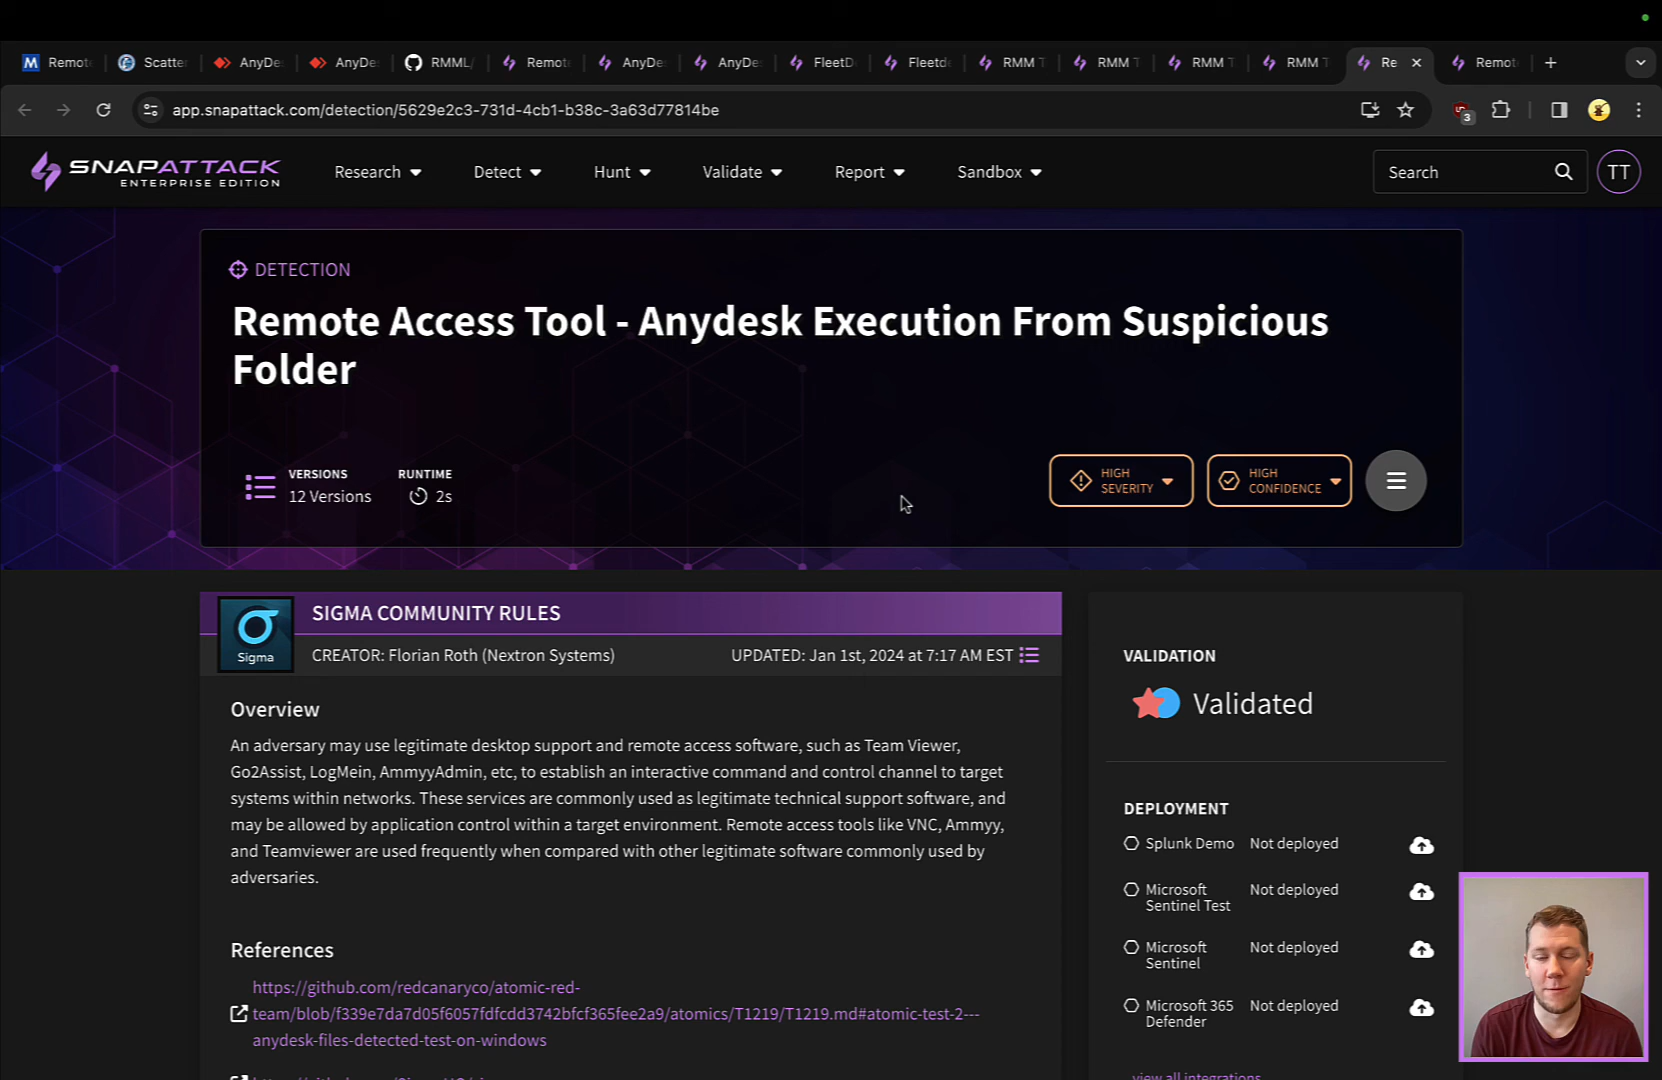 Remot
Scatte
AnyDe
AnyDe
RMML/
Remot
AnyDe
AnyDe
FleetD
Fleetd
RMM T
RMM T
RMM T
RMM T
Re
Remot
app.snapattack.com/detection/5629e2c3-731d-4cb1-b38c-3a63d77814be
3
SNAPATTACK
ENTERPRISE EDITION
Research
Detect
Hunt
Validate
Report
Sandbox
Search
TT
DETECTION
Remote Access Tool - Anydesk Execution From Suspicious
Folder
VERSIONS
12 Versions
RUNTIME
2s
HIGH
SEVERITY
HIGH
CONFIDENCE
Sigma
SIGMA COMMUNITY RULES
CREATOR: Florian Roth (Nextron Systems)
UPDATED: Jan 1st, 2024 at 7:17 AM EST
Overview
An adversary may use legitimate desktop support and remote access software, such as Team Viewer,
Go2Assist, LogMein, AmmyyAdmin, etc, to establish an interactive command and control channel to target
systems within networks. These services are commonly used as legitimate technical support software, and
may be allowed by application control within a target environment. Remote access tools like VNC, Ammyy,
and Teamviewer are used frequently when compared with other legitimate software commonly used by
adversaries.
References
https://github.com/redcanaryco/atomic-red-
team/blob/f339e7da7d05f6057fdfcdd3742bfcf365fee2a9/atomics/T1219/T1219.md#atomic-test-2---
anydesk-files-detected-test-on-windows
VALIDATION
Validated
DEPLOYMENT
Splunk Demo Not deployed
Microsoft
Sentinel Test
Not deployed
Microsoft
Sentinel
Not deployed
Microsoft 365
Defender
Not deployed
view all integrations